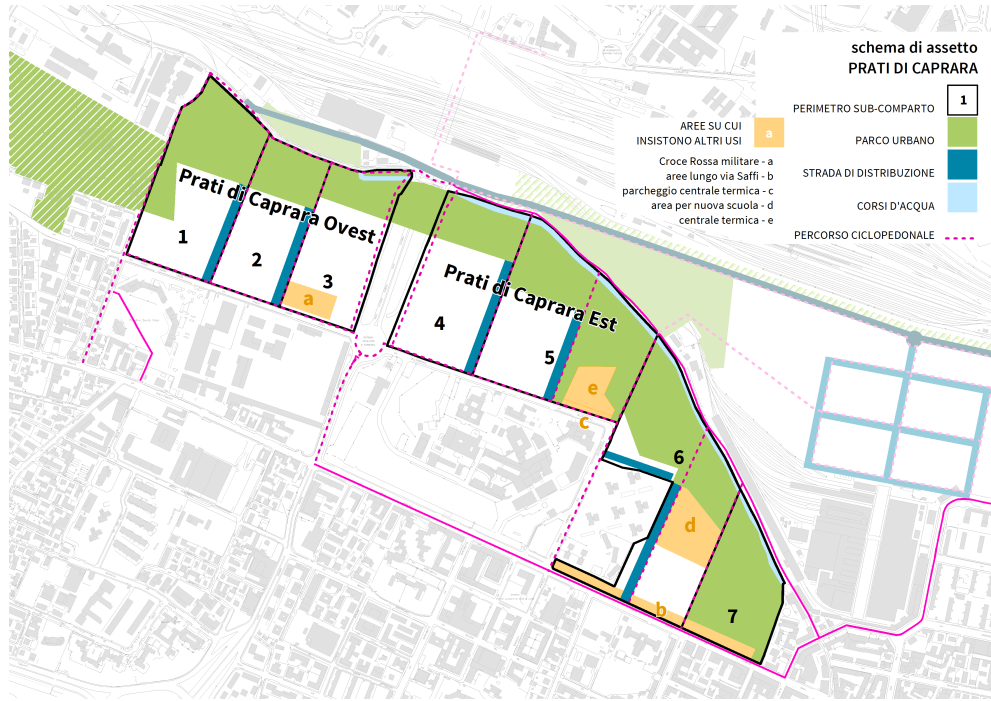 schema di assetto
PRATI DI CAPRARA
1
PERIMETRO SUB-COMPARTO
AREE SU CUI
INSISTONO ALTRI USI
a
PARCO URBANO
Croce Rossa militare - a
aree lungo via Saffi - b
parcheggio centrale termica - c
area per nuova scuola - d
centrale termica - e
STRADA DI DISTRIBUZIONE
CORSI D'ACQUA
PERCORSO CICLOPEDONALE
Prati di Caprara Ovest
1
2
3
a
Prati di Caprara Est
4
5
e
c
6
d
b
7